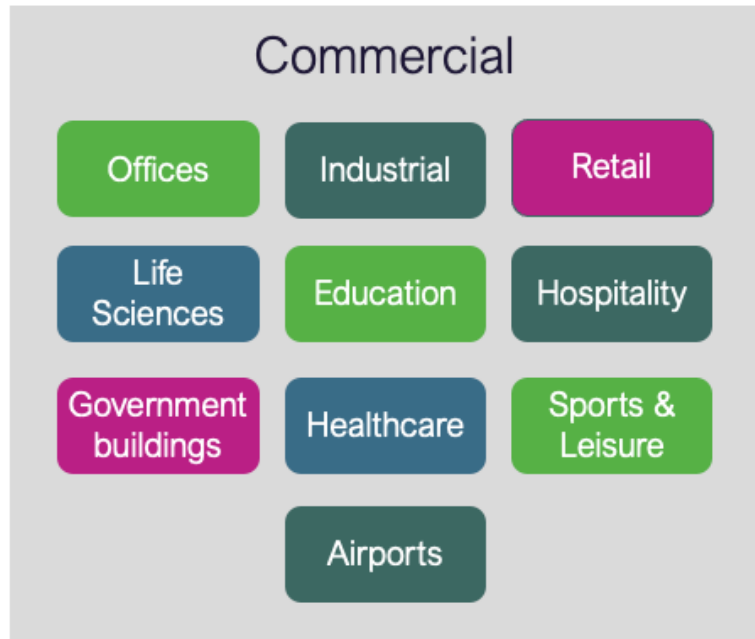 Commercial
Offices
Industrial
Retail
Life
Sciences
Education
Hospitality
Government
buildings
Healthcare
Sports &
Leisure
Airports